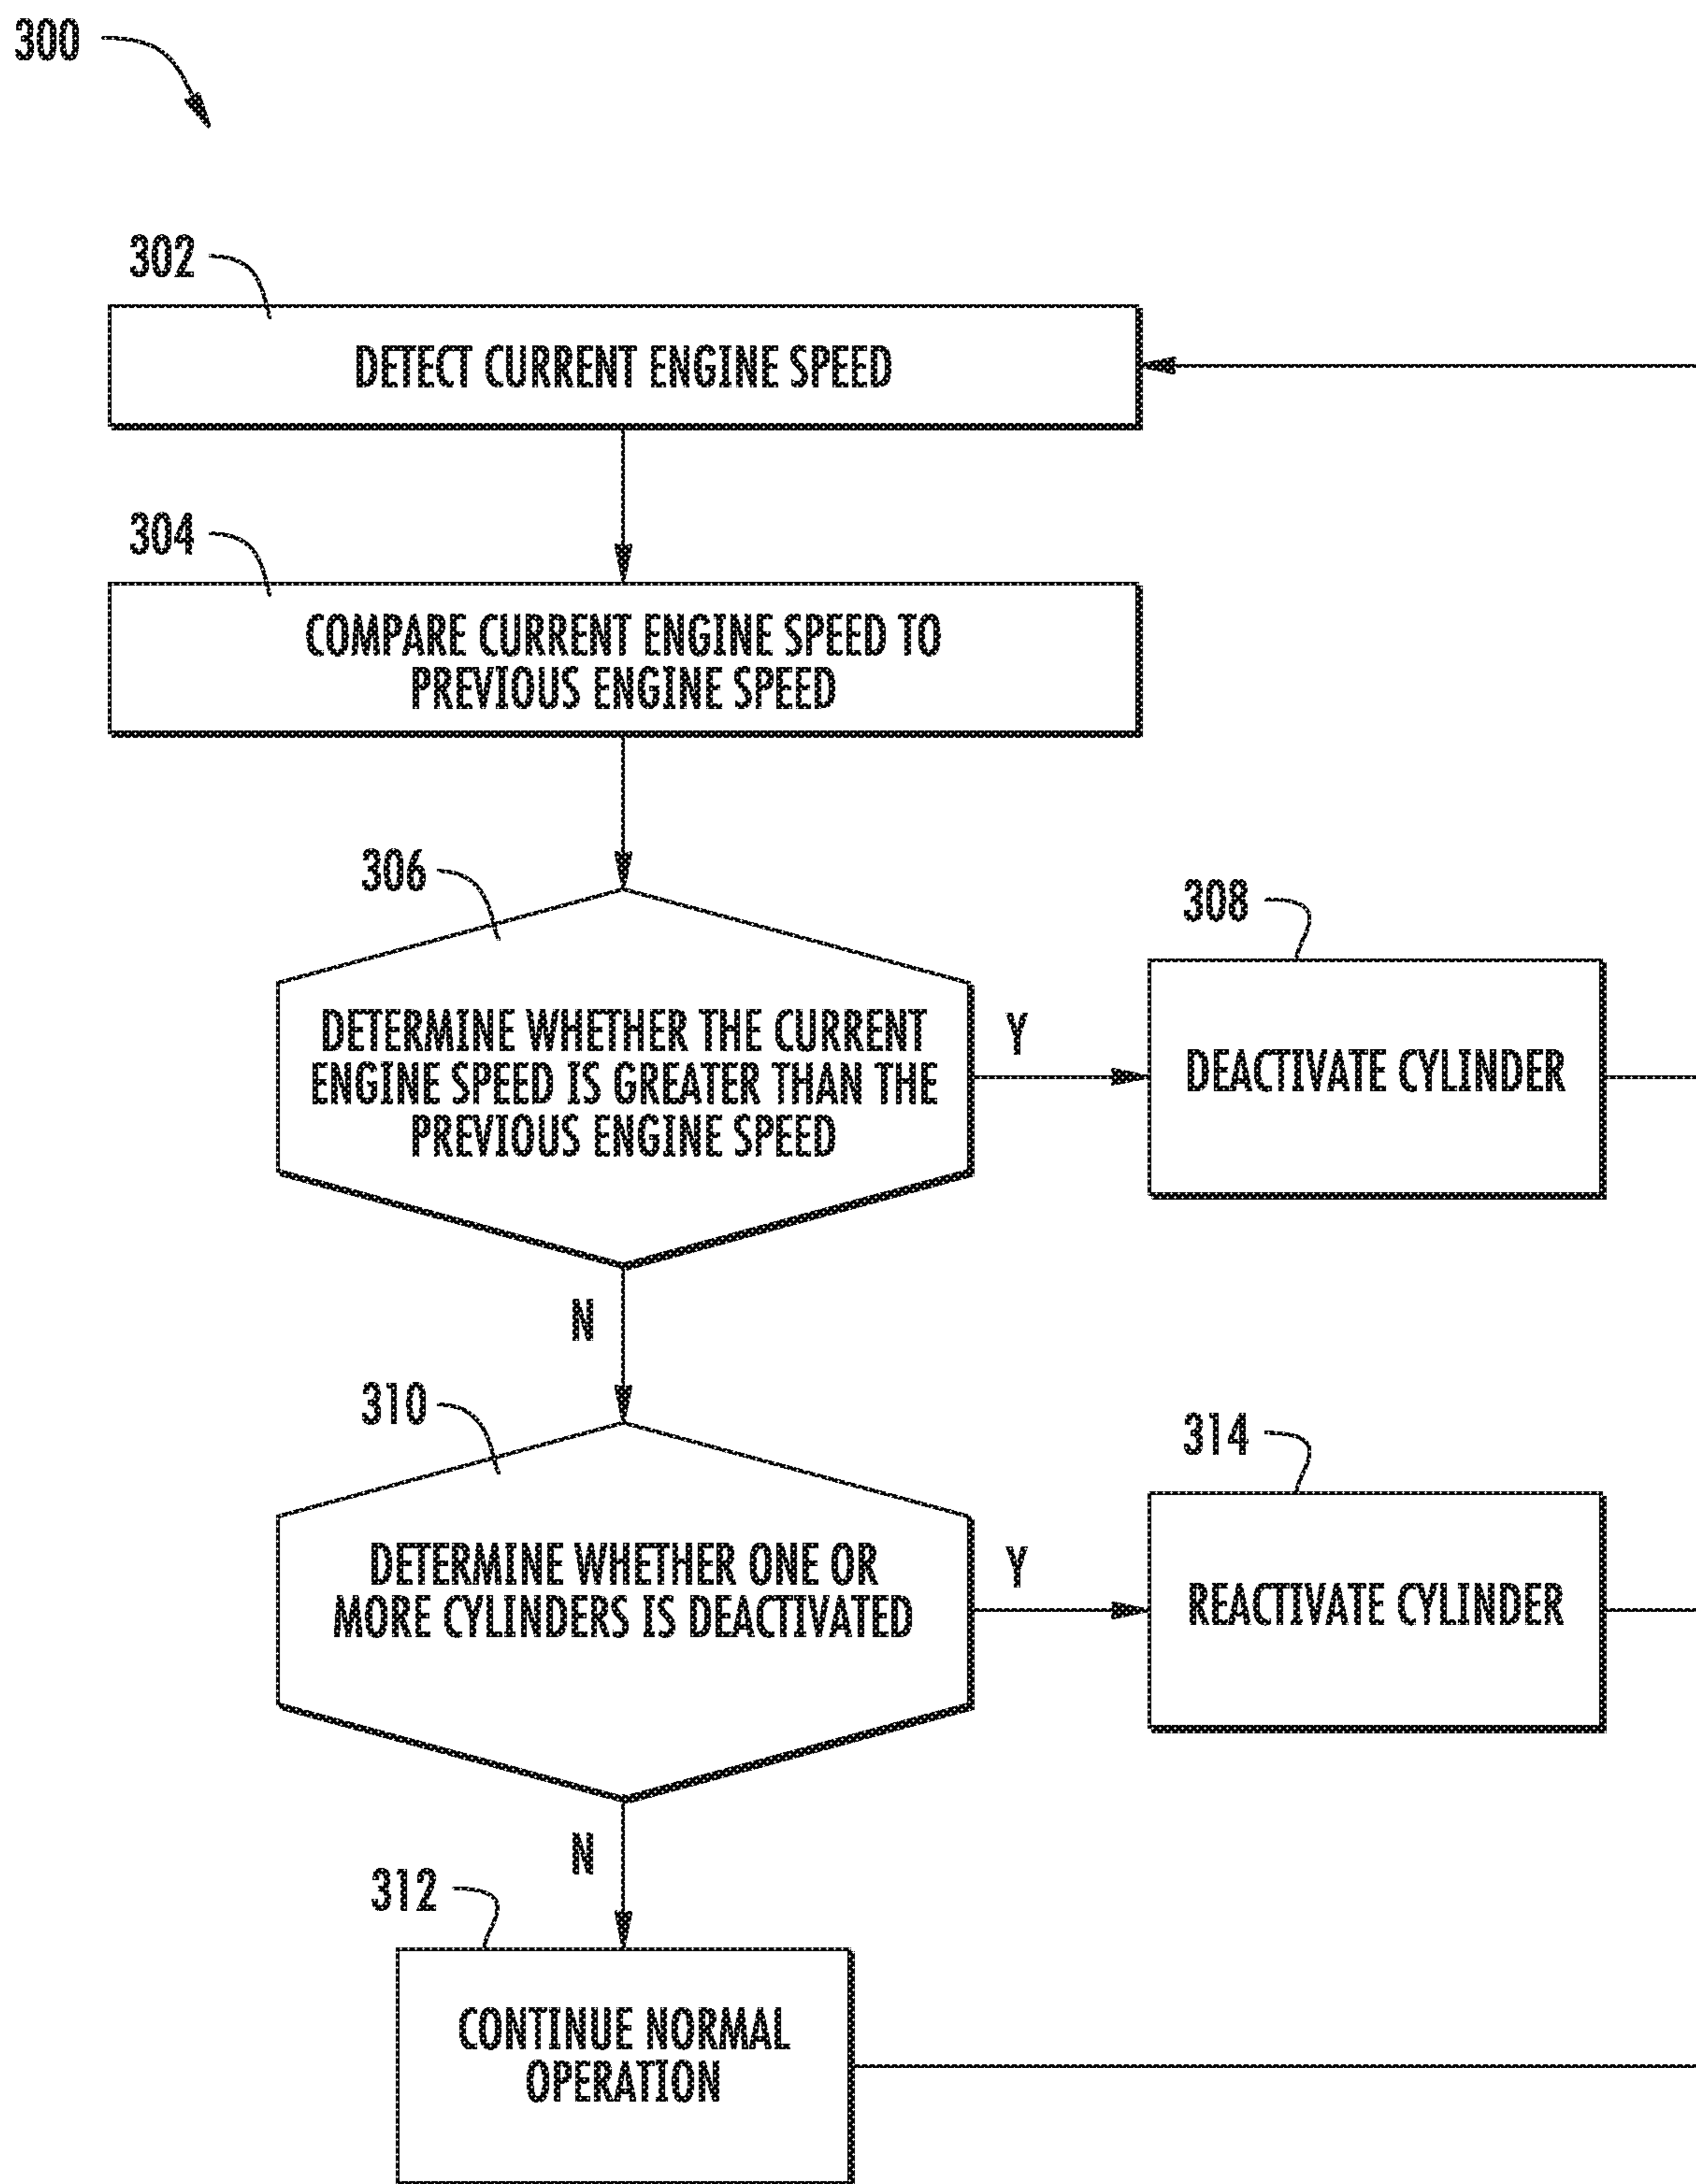 300
302
DETECT CURRENT ENGINE SPEED
304
COMPARE CURRENT ENGINE SPEED TO
PREVIOUS ENGINE SPEED
306
DETERMINE WHETHER THE CURRENT
ENGINE SPEED IS GREATER THAN THE
PREVIOUS ENGINE SPEED
Y
308
DEACTIVATE CYLINDER
N
310
DETERMINE WHETHER ONE OR
MORE CYLINDERS IS DEACTIVATED
Y
314
REACTIVATE CYLINDER
N
312
CONTINUE NORMAL
OPERATION